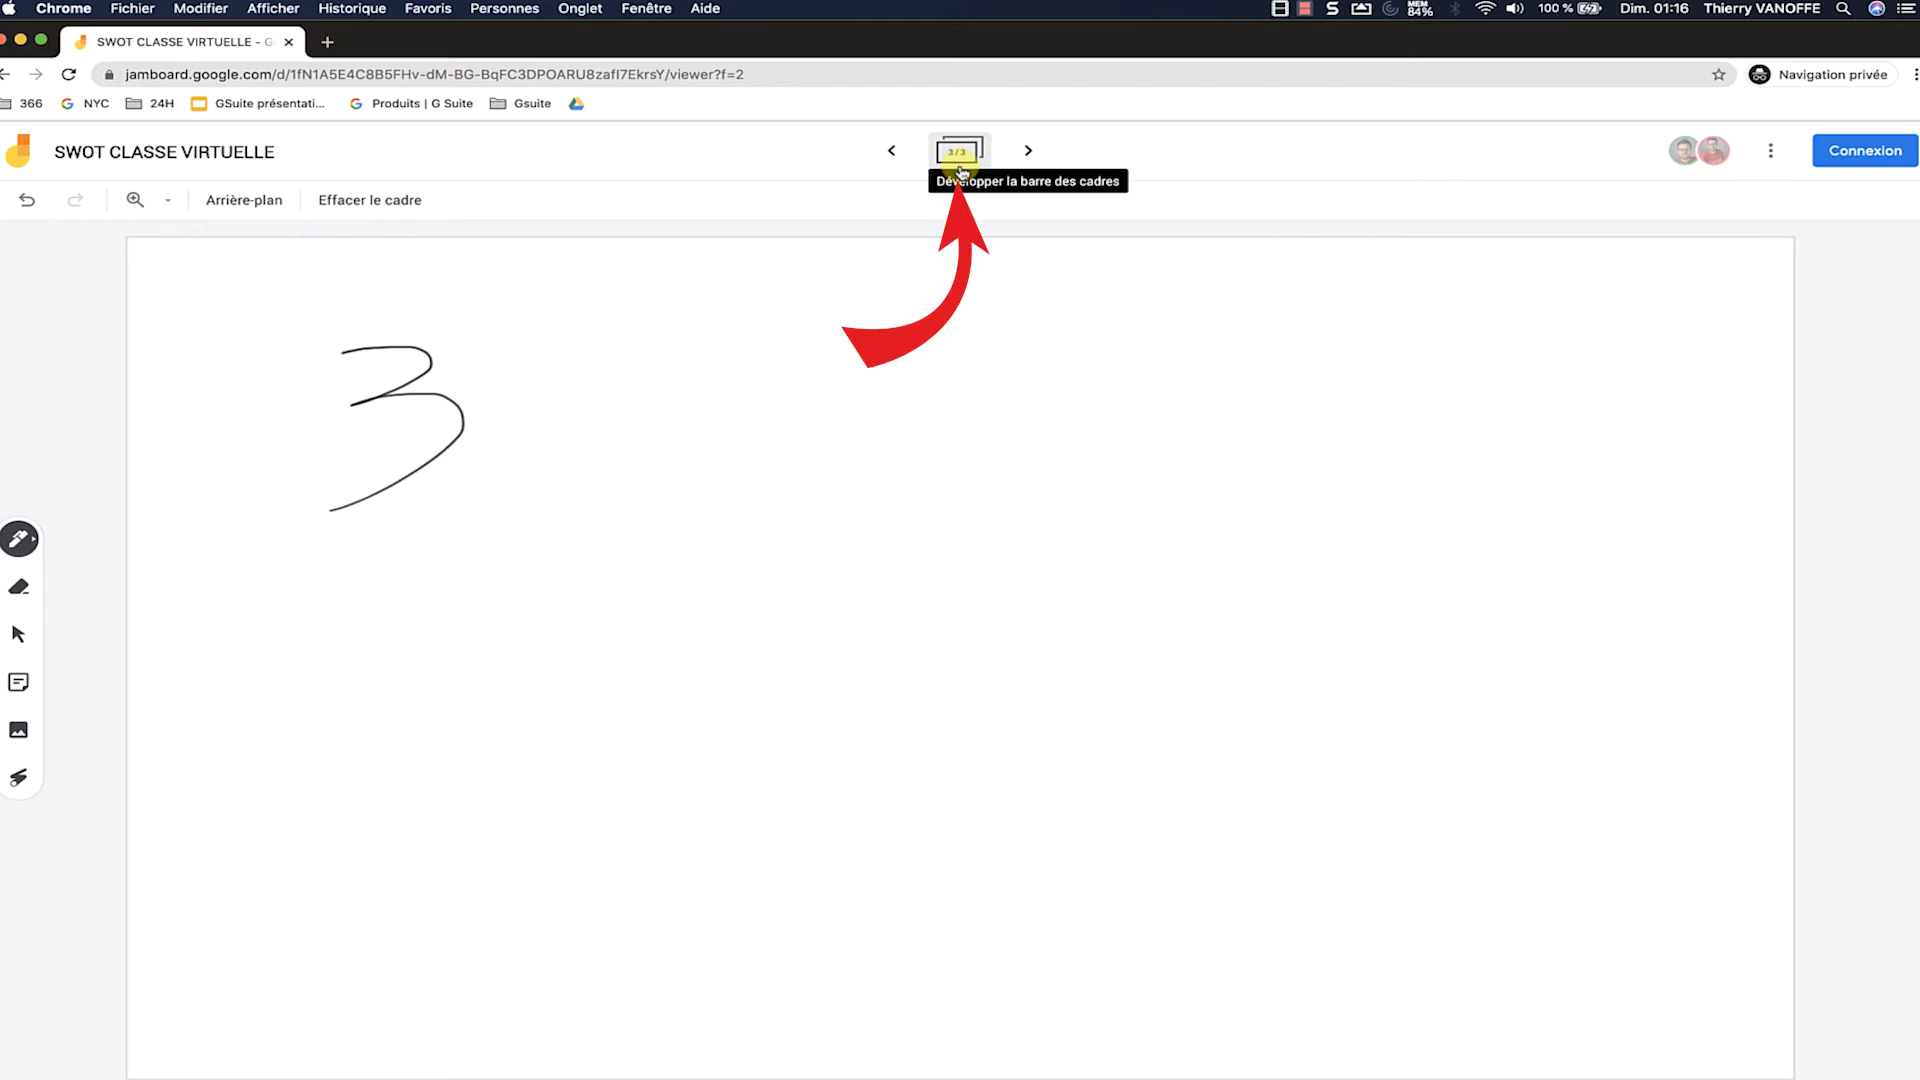 Chrome Fichier Modifier Afficher Historique Favoris Personnes Onglet Fenêtre Aide MEM 84% 100 % Dim. 01:16 Thierry VANOFFE
SWOT CLASSE VIRTUELLE - G
jamboard.google.com/d/1fN1A5E4C8B5FHv-dM-BG-BqFC3DPOARU8zafI7EkrsY/viewer?f=2 Navigation privée
366 NYC 24H GSuite présentati... Produits | G Suite Gsuite
SWOT CLASSE VIRTUELLE 3/3 Connexion
Développer la barre des cadres
Arrière-plan Effacer le cadre
3